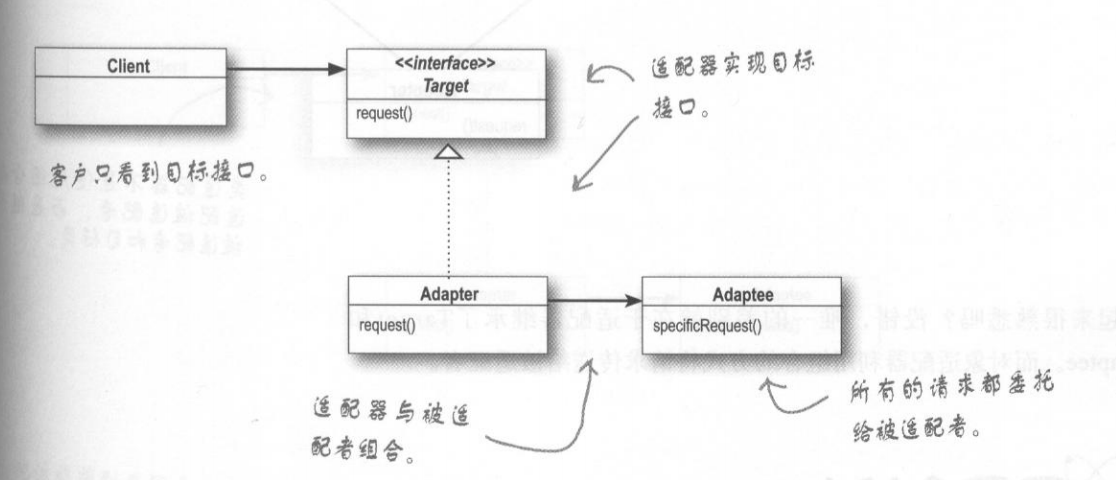 Client
<<interface>>
Target
request()
适配器实现目标
接口。
客户只看到目标接口。
Adapter
request()
Adaptee
specificRequest()
适配器与被适
配者组合。
所有的请求都委托
给被适配者。